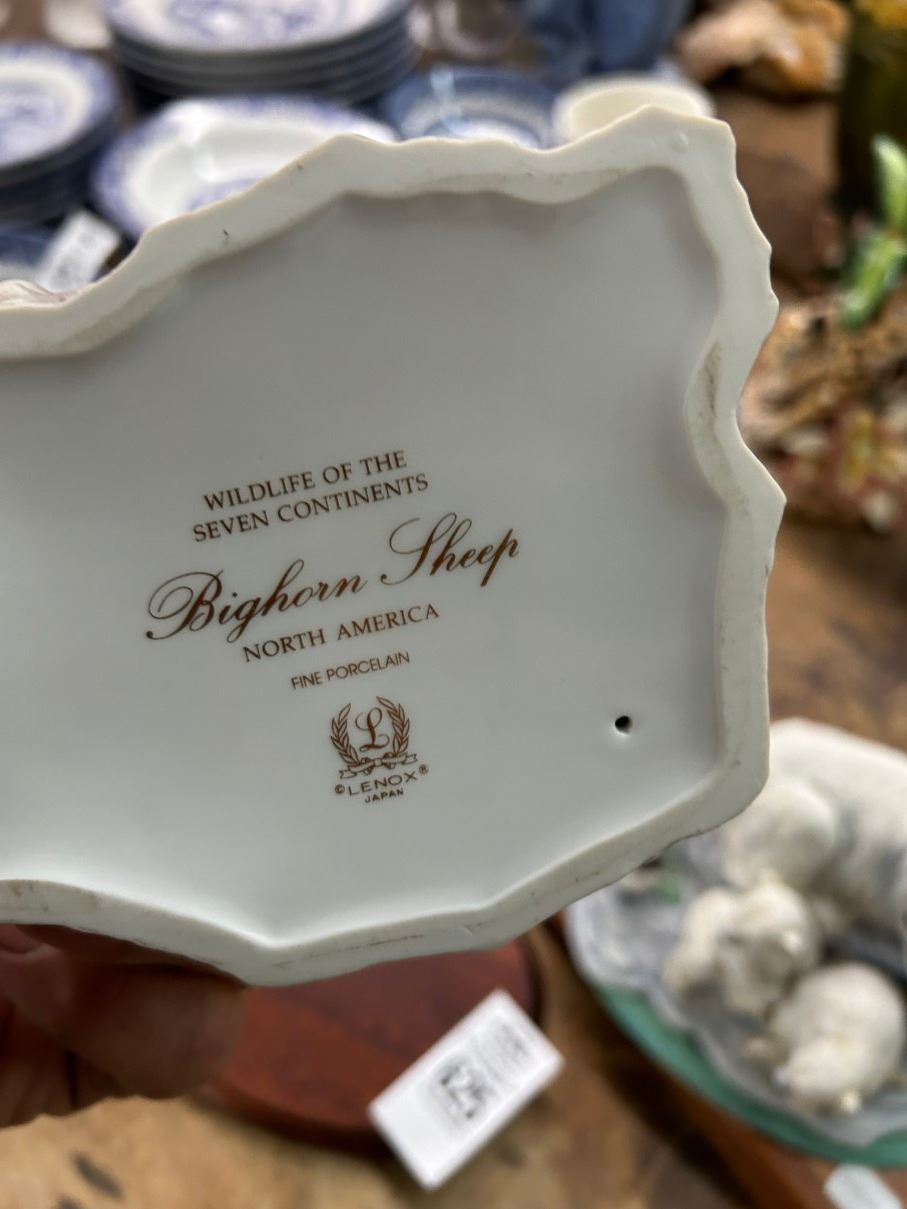 WILDLIFE OF THE
SEVEN CONTINENTS
Bighorn Sheep
NORTH AMERICA
FINE PORCELAIN
L
©LENOX®
JAPAN